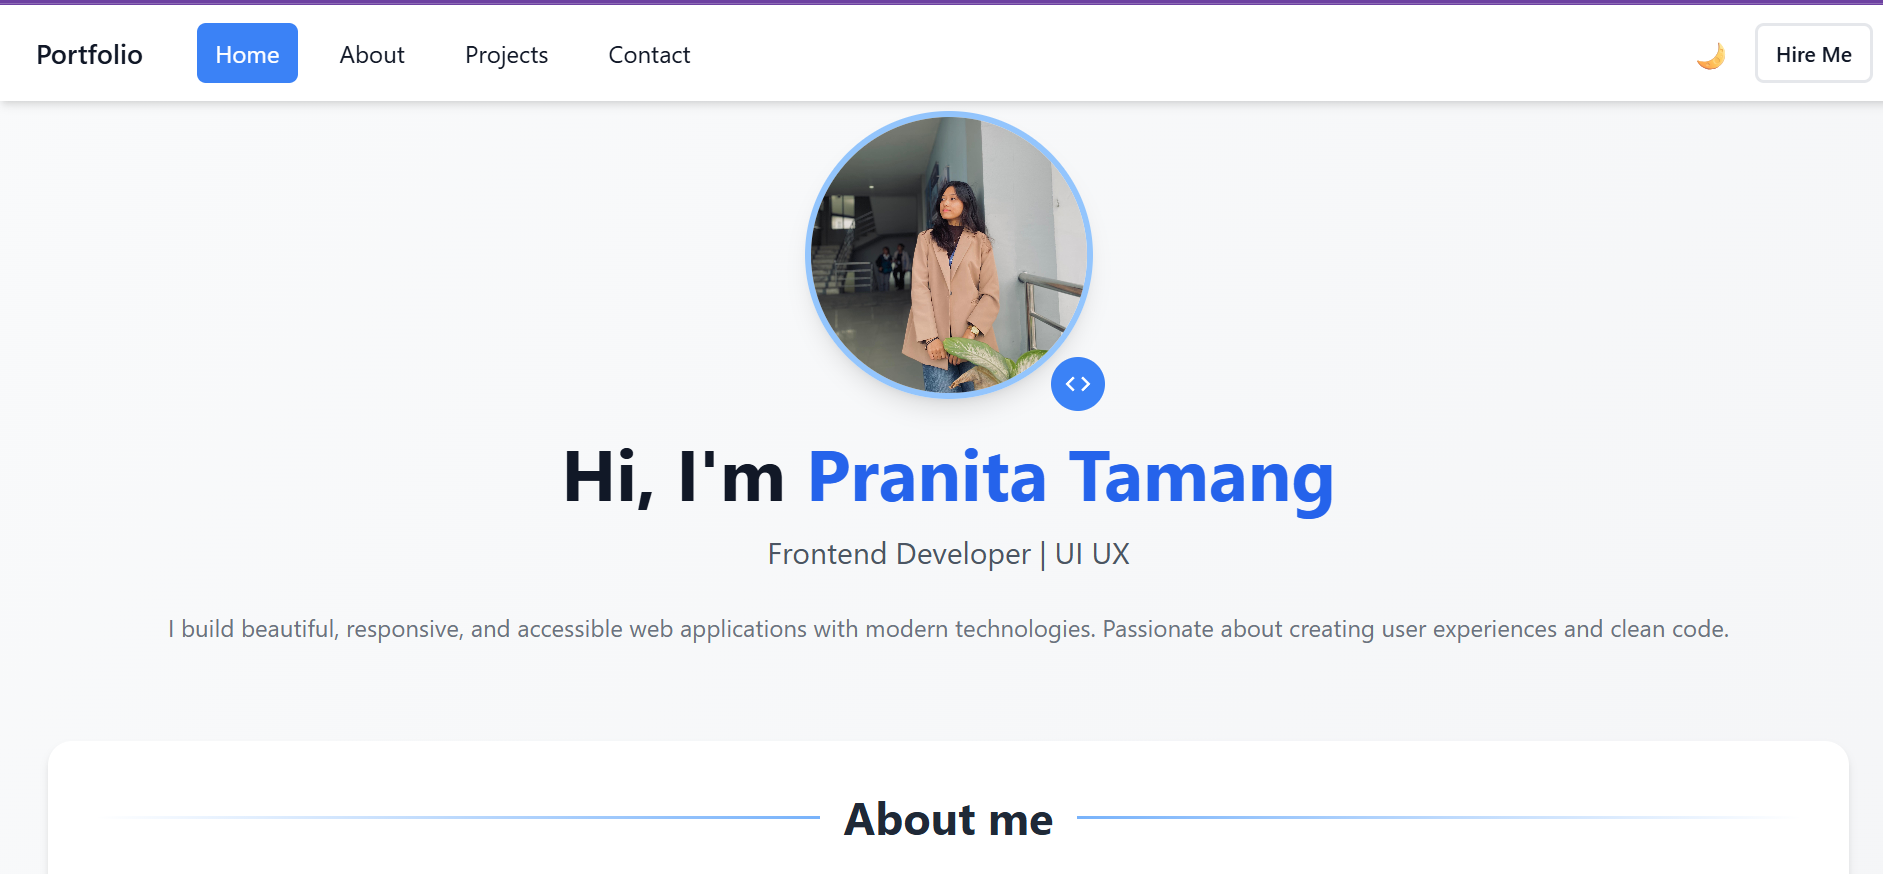 Portfolio Home About Projects Contact Hire Me
Hi, I'm Pranita Tamang
Frontend Developer | UI UX
I build beautiful, responsive, and accessible web applications with modern technologies. Passionate about creating user experiences and clean code.
About me